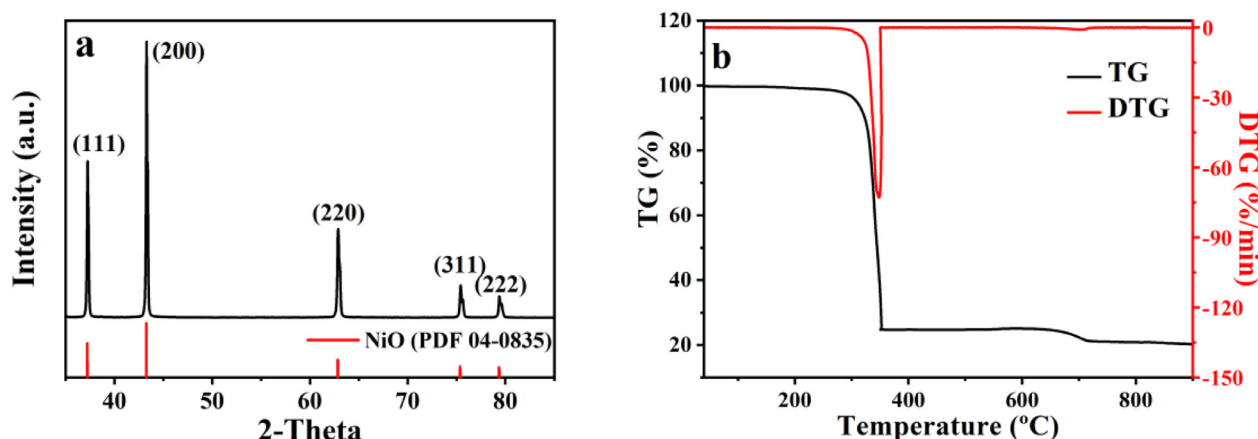 a
(200)
(111)
(220)
(311)
(222)
NiO (PDF 04-0835)
Intensity (a.u.)
40
50
60
70
80
2-Theta
b
TG
DTG
120
100
80
60
40
20
TG (%)
0
-30
-60
-90
-120
-150
DTG (%/min)
200
400
600
800
Temperature (°C)